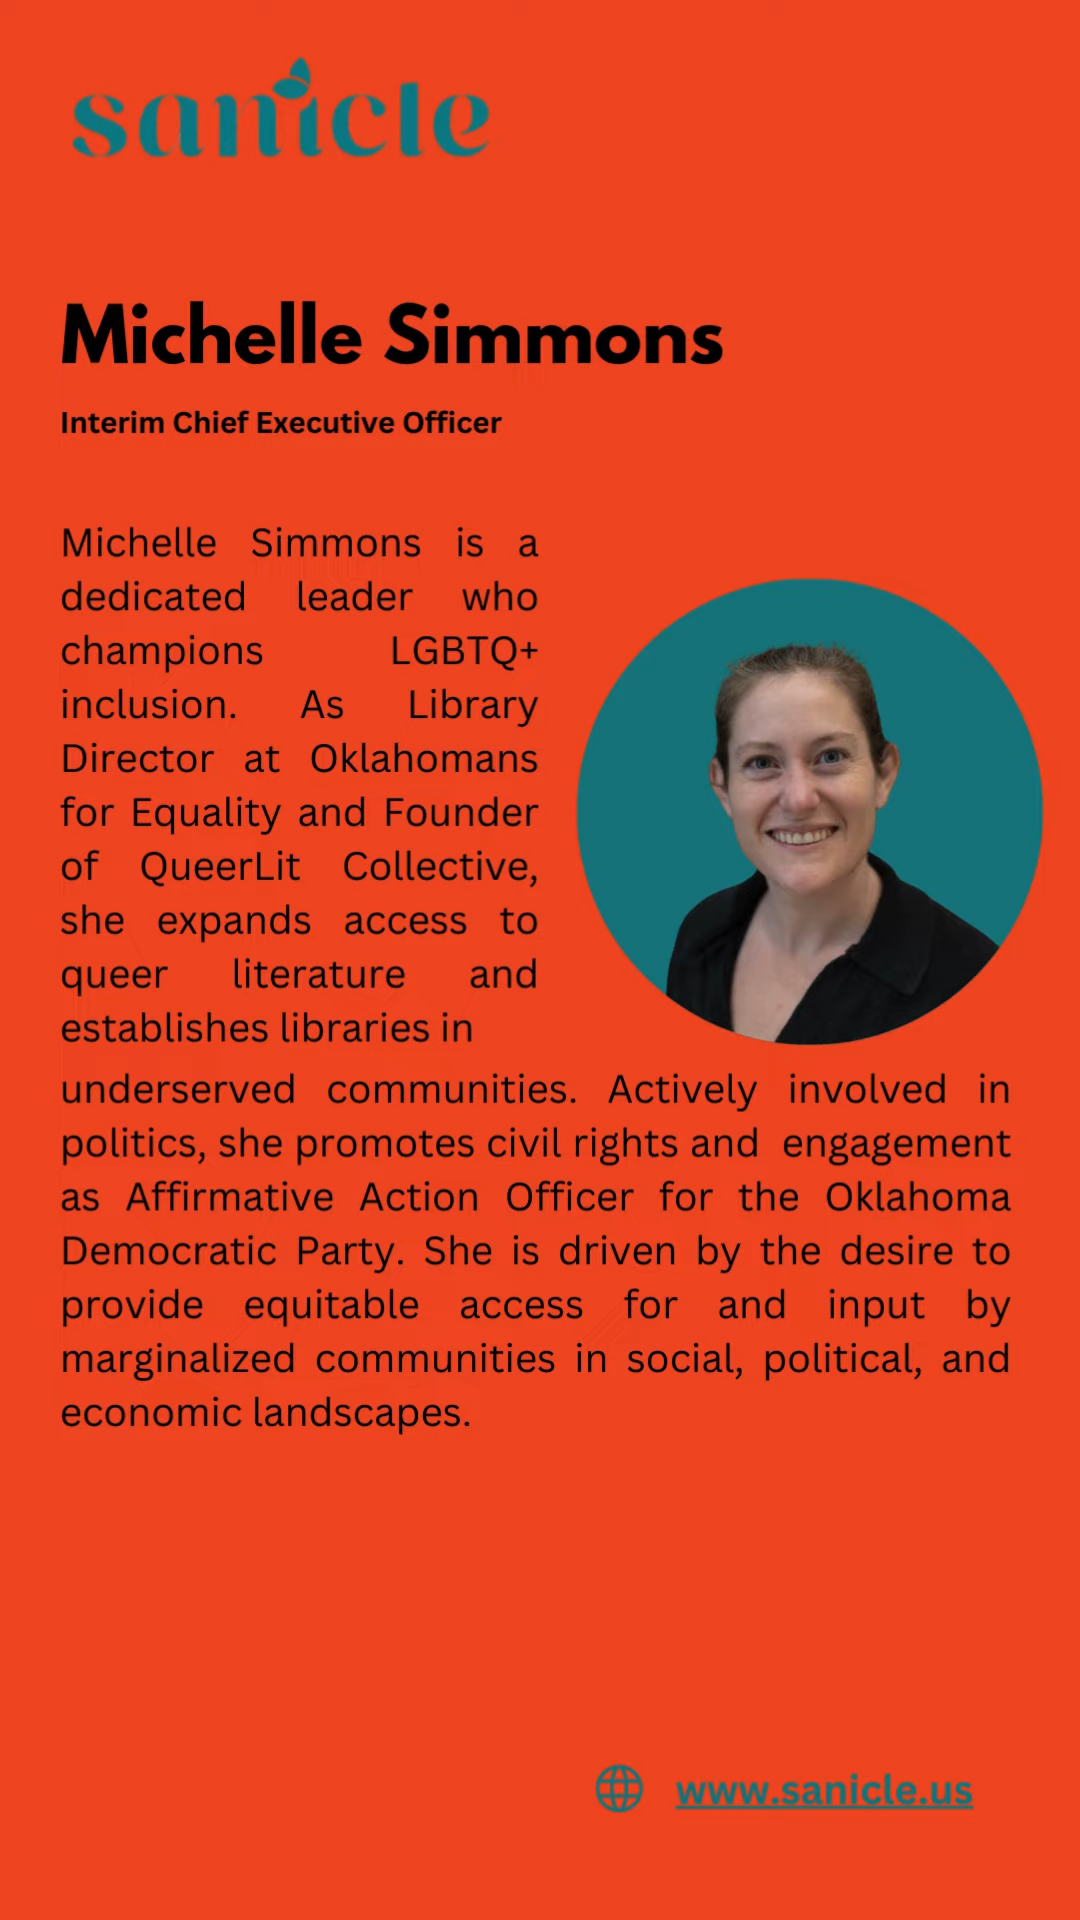 sanicle
Michelle Simmons
Interim Chief Executive Officer
Michelle Simmons is a
dedicated leader who
champions LGBTQ+
inclusion. As Library
Director at Oklahomans
for Equality and Founder
of QueerLit Collective,
she expands access to
queer literature and
establishes libraries in
underserved communities. Actively involved in
politics, she promotes civil rights and engagement
as Affirmative Action Officer for the Oklahoma
Democratic Party. She is driven by the desire to
provide equitable access for and input by
marginalized communities in social, political, and
economic landscapes.
www.sanicle.us